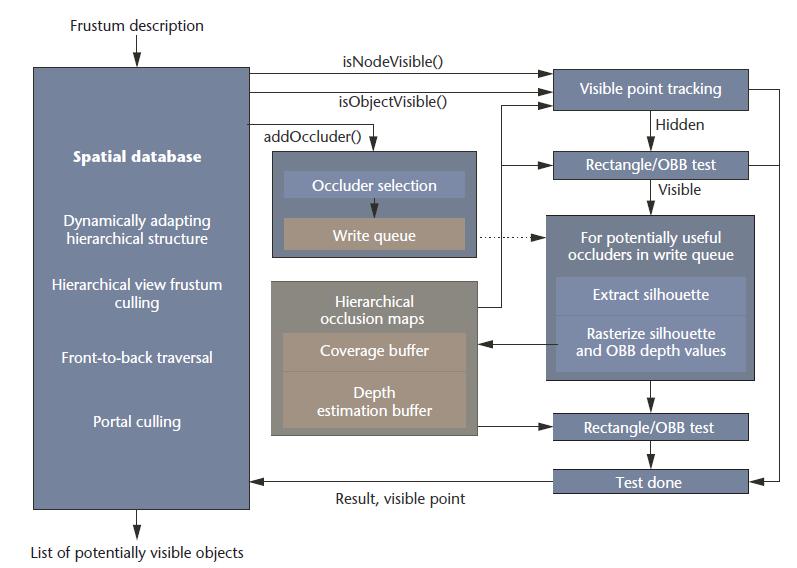 Frustum description
Spatial database
Dynamically adapting
hierarchical structure
Hierarchical view frustum
culling
Front-to-back traversal
Portal culling
List of potentially visible objects
isNodeVisible()
isObjectVisible()
addOccluder()
Occluder selection
Write queue
Hierarchical
occlusion maps
Coverage buffer
Depth
estimation buffer
Result, visible point
Visible point tracking
Hidden
Rectangle/OBB test
Visible
For potentially useful
occluders in write queue
Extract silhouette
Rasterize silhouette
and OBB depth values
Rectangle/OBB test
Test done